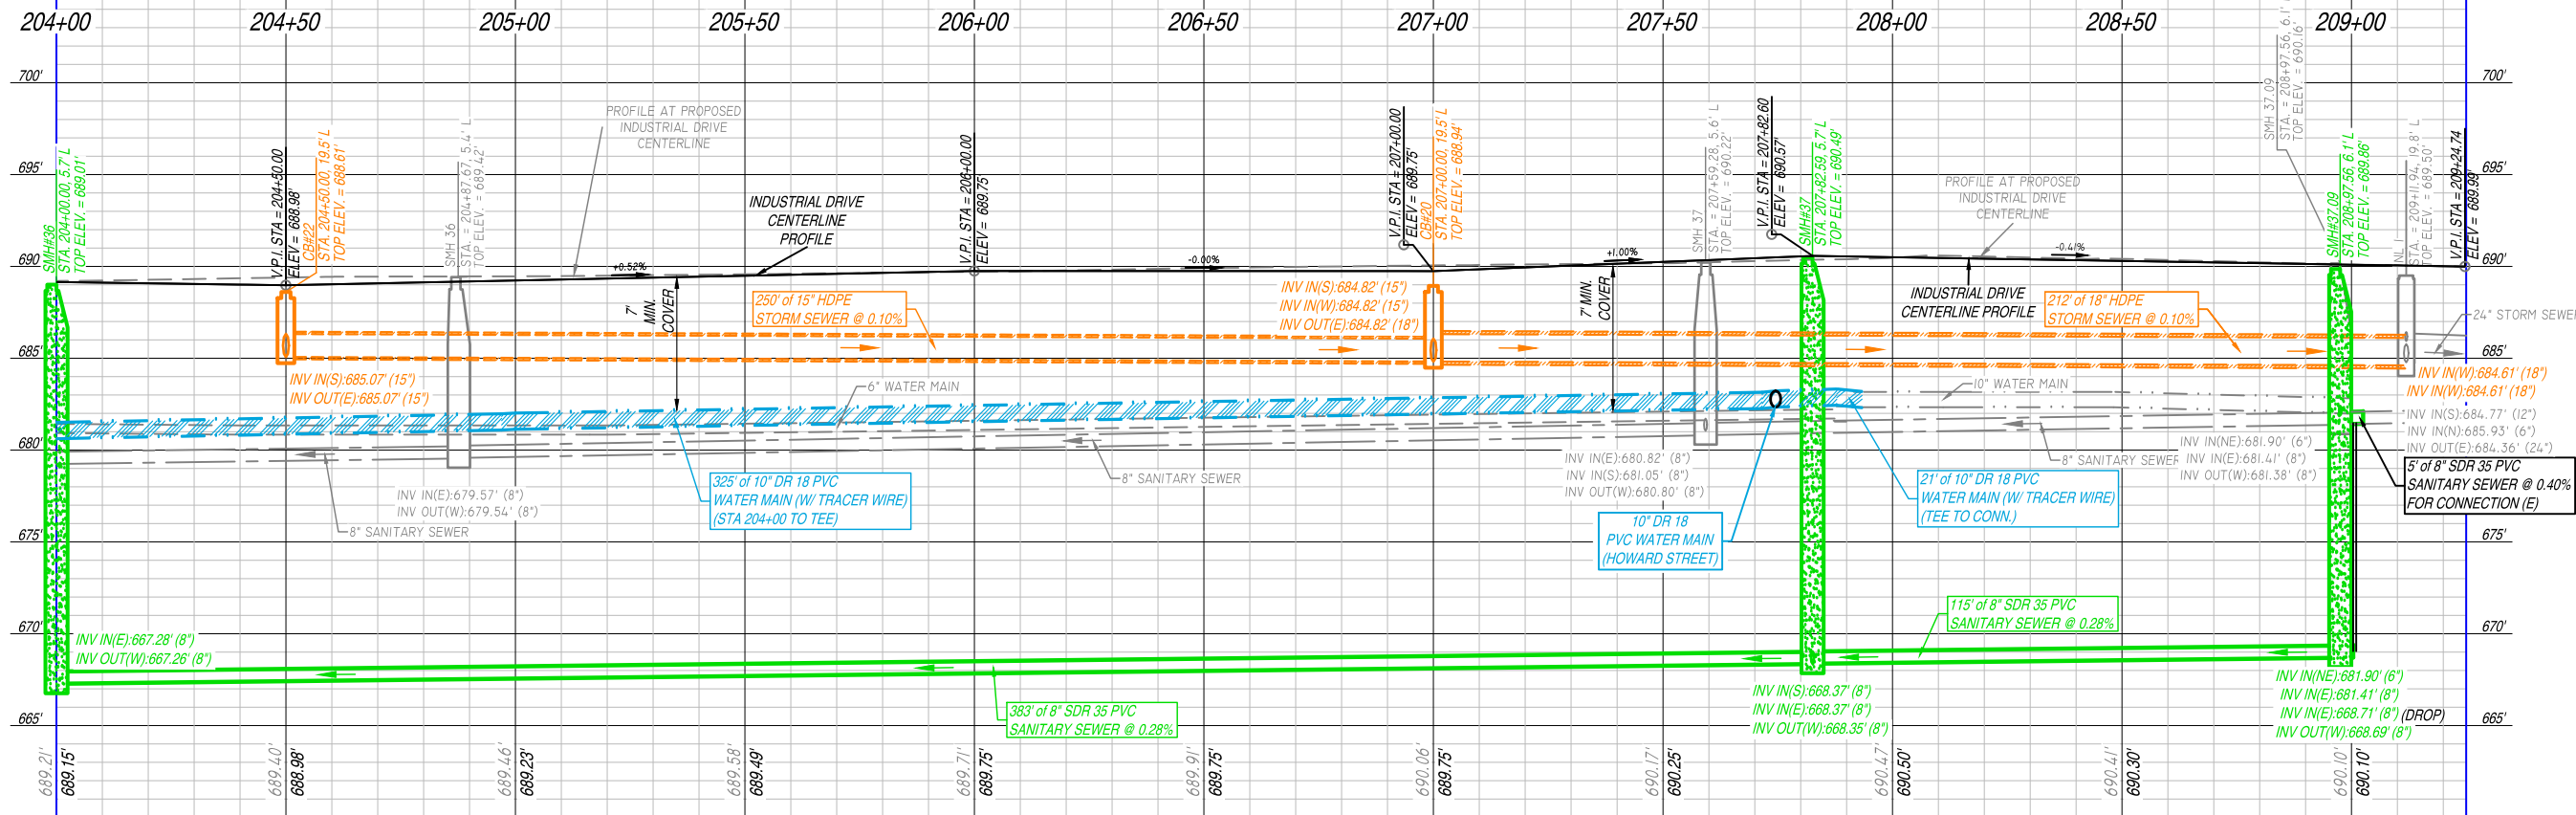 204+00 204+50 205+00 205+50 206+00 206+50 207+00 207+50 208+00 208+50 209+00
700' 700'
695' 695'
690' 690'
685' 685'
680' 680'
675' 675'
670' 670'
665' 665'
SMH#36
STA. 204+00.00, 5.7' L
TOP ELEV. = 689.01'
V.P.I. STA = 204+50.00
ELEV = 688.98'
CB#22
STA. 204+50.00, 19.5' L
TOP ELEV. = 688.61'
SMH 36
STA. = 204+87.67, 5.4' L
TOP ELEV. = 689.42'
PROFILE AT PROPOSED
INDUSTRIAL DRIVE
CENTERLINE
INDUSTRIAL DRIVE
CENTERLINE
PROFILE
V.P.I. STA = 206+00.00
ELEV = 689.75'
V.P.I. STA = 207+00.00
ELEV = 689.75'
CB#20
STA. 207+00.00, 19.5' L
TOP ELEV. = 688.94'
SMH 37
STA. = 207+59.28, 5.6' L
TOP ELEV. = 690.22'
V.P.I. STA = 207+82.60
ELEV = 690.57'
SMH#37
STA. 207+82.59, 5.7' L
TOP ELEV. = 690.49'
PROFILE AT PROPOSED
INDUSTRIAL DRIVE
CENTERLINE
SMH 37.09
STA. = 208+97.56, 6.1'
TOP ELEV. = 690.16'
SMH#37.09
STA. 208+97.56, 6.1' L
TOP ELEV. = 689.86'
INL 1
STA. = 209+11.94, 19.8' L
TOP ELEV. = 689.50'
V.P.I. STA = 209+24.74
ELEV = 689.99'
+0.52%
-0.00%
+1.00%
-0.41%
7'
MIN.
COVER
250' of 15" HDPE
STORM SEWER @ 0.10%
INV IN(S):684.82' (15")
INV IN(W):684.82' (15")
INV OUT(E):684.82' (18")
7' MIN.
COVER
INDUSTRIAL DRIVE
CENTERLINE PROFILE
212' of 18" HDPE
STORM SEWER @ 0.10%
24" STORM SEWER
INV IN(S):685.07' (15")
INV OUT(E):685.07' (15")
6" WATER MAIN
10" WATER MAIN
INV IN(W):684.61' (18")
INV IN(W):684.61' (18")
INV IN(S):684.77' (12")
INV IN(N):685.93' (6")
INV OUT(E):684.36' (24")
INV IN(E):679.57' (8")
INV OUT(W):679.54' (8")
8" SANITARY SEWER
325' of 10" DR 18 PVC
WATER MAIN (W/ TRACER WIRE)
(STA 204+00 TO TEE)
8" SANITARY SEWER
INV IN(E):680.82' (8")
INV IN(S):681.05' (8")
INV OUT(W):680.80' (8")
10" DR 18
PVC WATER MAIN
(HOWARD STREET)
21' of 10" DR 18 PVC
WATER MAIN (W/ TRACER WIRE)
(TEE TO CONN.)
8" SANITARY SEWER
INV IN(NE):681.90' (6")
INV IN(E):681.41' (8")
INV OUT(W):681.38' (8")
5' of 8" SDR 35 PVC
SANITARY SEWER @ 0.40%
FOR CONNECTION (E)
INV IN(E):667.28' (8")
INV OUT(W):667.26' (8")
115' of 8" SDR 35 PVC
SANITARY SEWER @ 0.28%
383' of 8" SDR 35 PVC
SANITARY SEWER @ 0.28%
INV IN(S):668.37' (8")
INV IN(E):668.37' (8")
INV OUT(W):668.35' (8")
INV IN(NE):681.90' (6")
INV IN(E):681.41' (8")
INV IN(E):668.71' (8") (DROP)
INV OUT(W):668.69' (8")
689.21'
689.15'
689.40'
688.98'
689.46'
689.23'
689.58'
689.49'
689.71'
689.75'
689.91'
689.75'
690.06'
689.75'
690.17'
690.25'
690.47'
690.50'
690.41'
690.30'
690.10'
690.10'